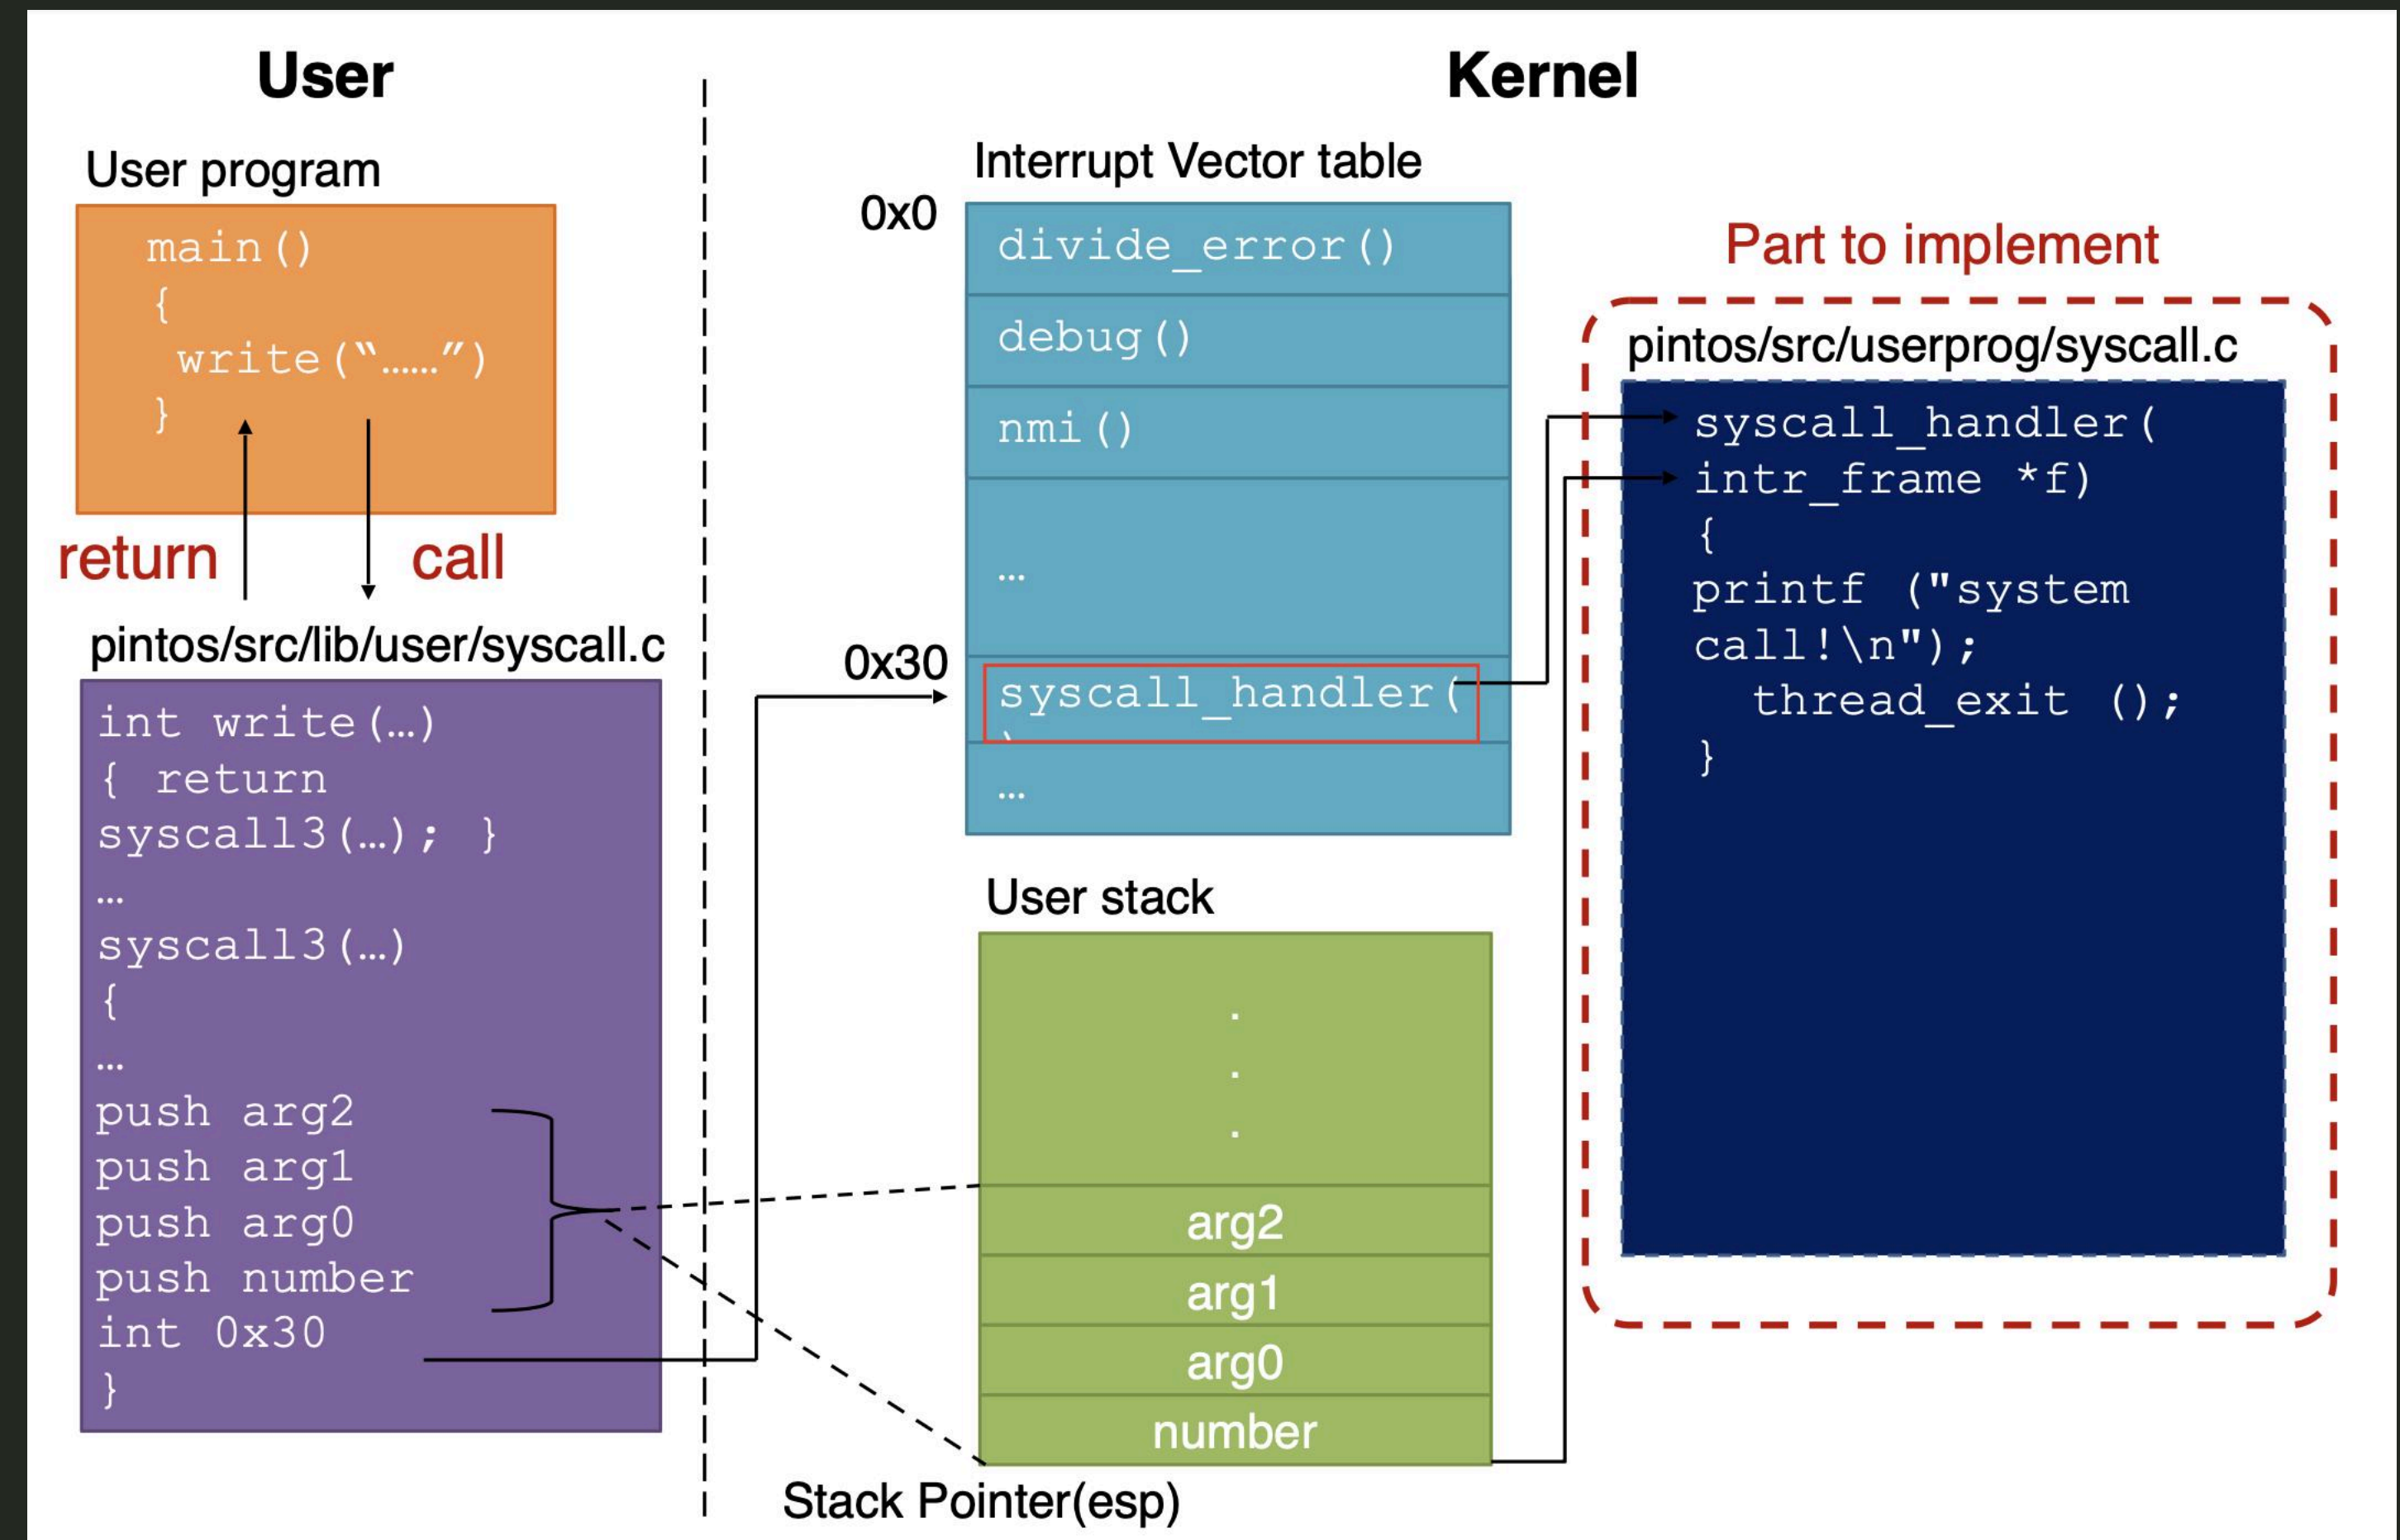 User
Kernel
User program
main()
{
write(“……”)
}
return
call
pintos/src/lib/user/syscall.c
int write(…)
{ return
syscall3(…); }
…
syscall3(…)
{
…
push arg2
push arg1
push arg0
push number
int 0x30
}
Interrupt Vector table
0x0
divide_error()
debug()
nmi()
…
0x30
syscall_handler(
…
User stack
.
.
.
arg2
arg1
arg0
number
Stack Pointer(esp)
Part to implement
pintos/src/userprog/syscall.c
syscall_handler(
intr_frame *f)
{
printf ("system
call!\n");
thread_exit ();
}